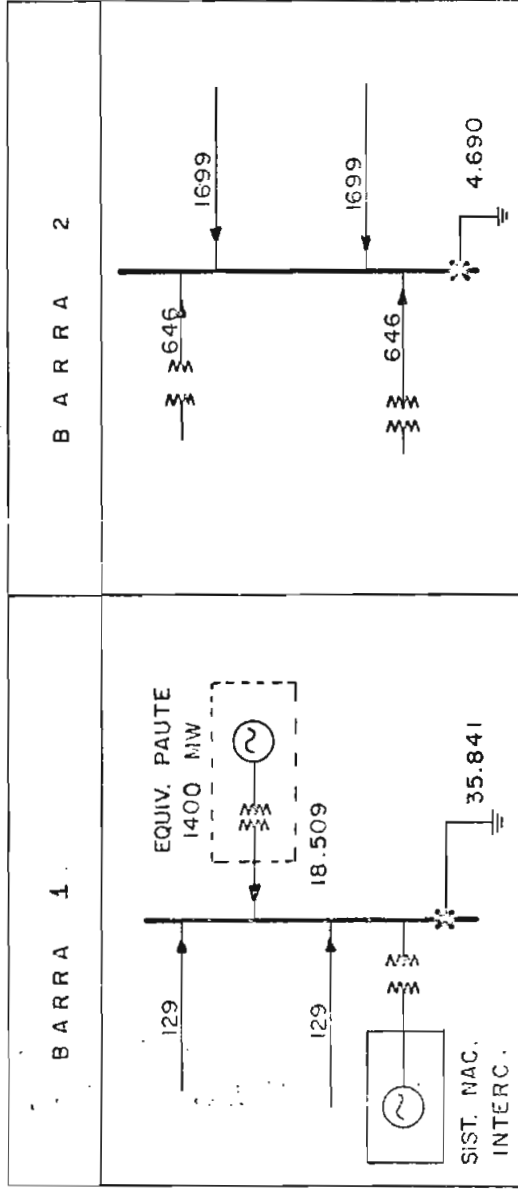 BARRA 1
129
EQUIV. PAUTE
1400 MW
18.509
129
35.841
SIST. NAC.
INTERC.
BARRA 2
646
1699
1699
646
4.690